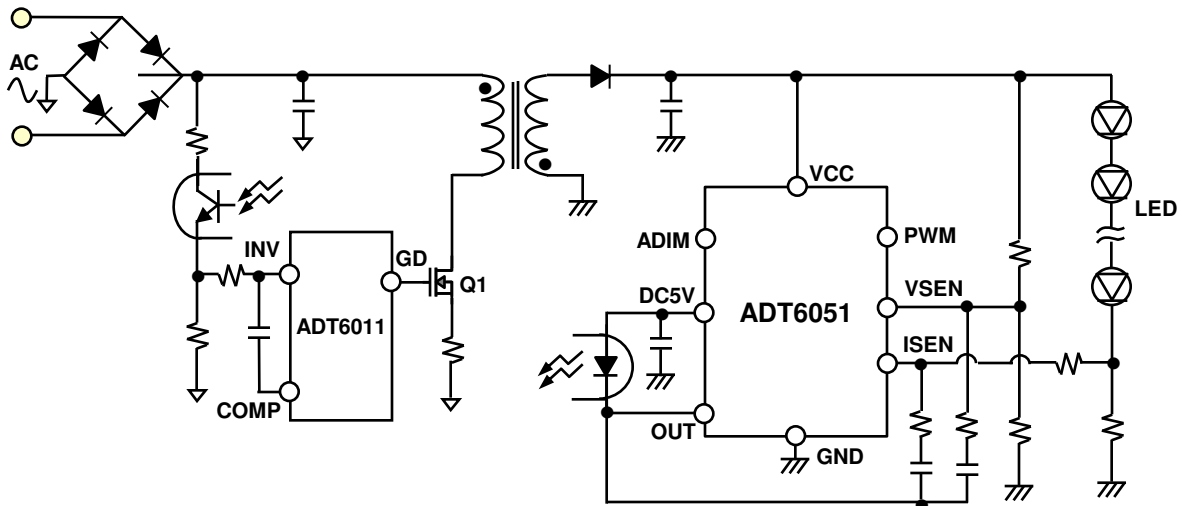 AC
VCC
LED
ADIM
PWM
INV
GD
Q1
DC5V
VSEN
ADT6011
ADT6051
ISEN
COMP
OUT
GND